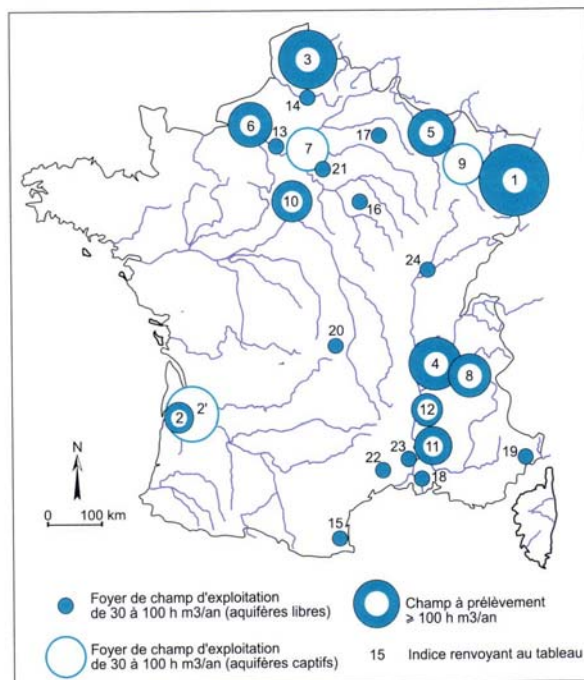 3
14
6
13
7
17
5
9
1
21
10
16
24
20
4
8
2'
2
12
11
23
22
18
19
15
N
0 100 km
Foyer de champ d'exploitation
de 30 à 100 h m3/an (aquifères libres)
Champ à prélèvement
⩾ 100 h m3/an
Foyer de champ d'exploitation
de 30 à 100 h m3/an (aquifères captifs)
15 Indice renvoyant au tableau